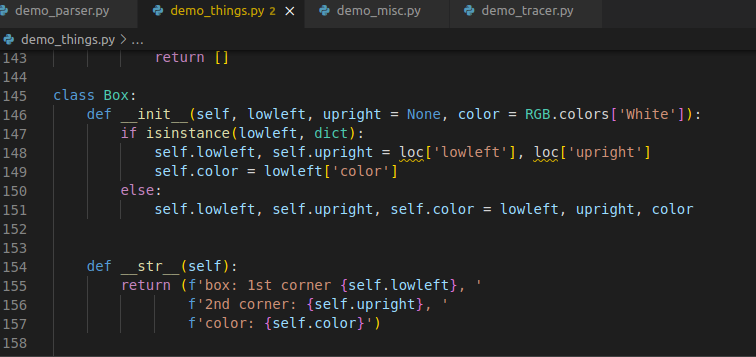 demo_parser.py demo_things.py 2 × demo_misc.py demo_tracer.py
demo_things.py > ...
143             return []
144
145 class Box:
146     def __init__(self, lowleft, upright = None, color = RGB.colors['White']):
147         if isinstance(lowleft, dict):
148             self.lowleft, self.upright = loc['lowleft'], loc['upright']
149             self.color = lowleft['color']
150         else:
151             self.lowleft, self.upright, self.color = lowleft, upright, color
152
153
154     def __str__(self):
155         return (f'box: 1st corner {self.lowleft}, '
156                 f'2nd corner: {self.upright}, '
157                 f'color: {self.color}')
158